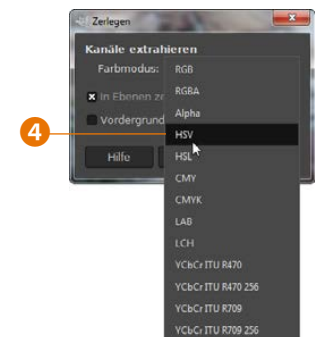 Zerlegen
Kanäle extrahieren
Farbmodus:
RGB
RGBA
In Ebenen ze
Alpha
Vordergrund
4
HSV
Hilfe
HSL
CMY
CMYK
LAB
LCH
YCbCr ITU R470
YCbCr ITU R470 256
YCbCr ITU R709
YCbCr ITU R709 256